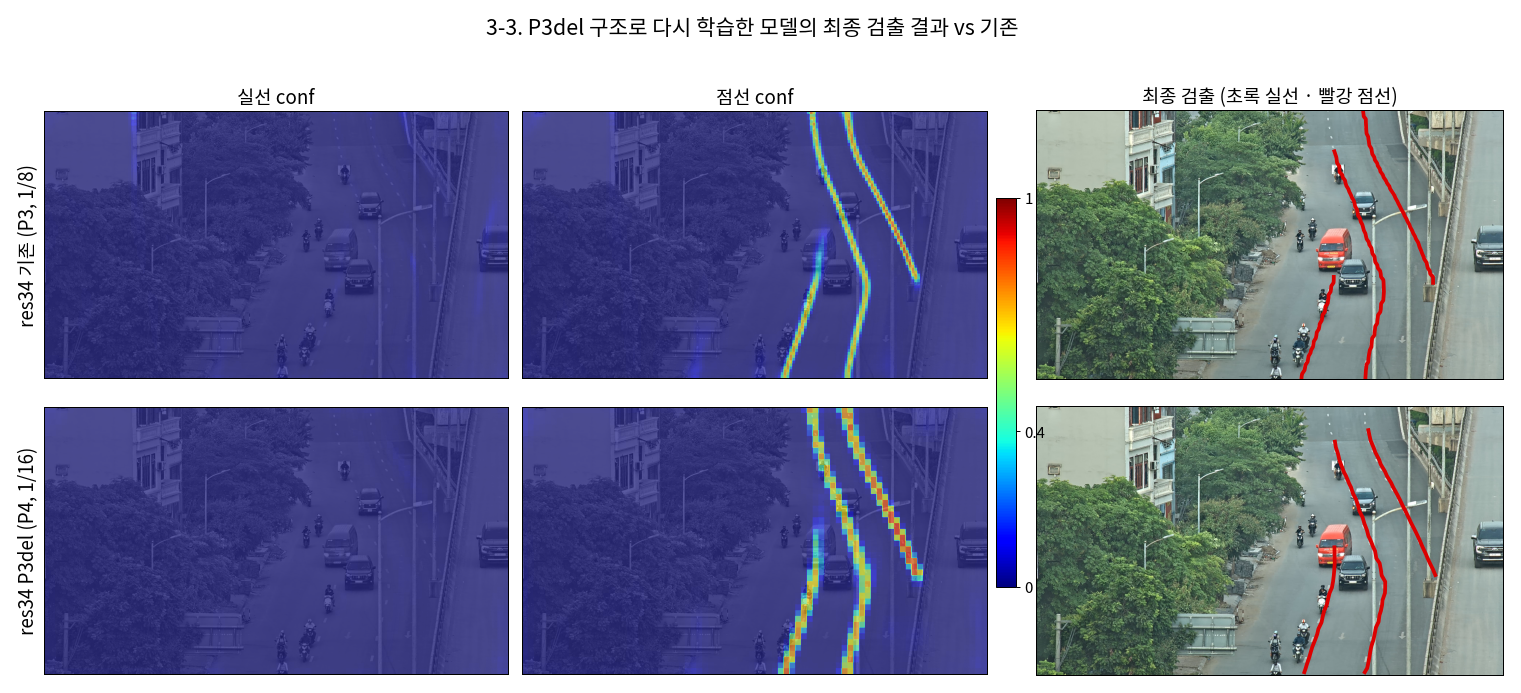 3-3. P3del 구조로 다시 학습한 모델의 최종 검출 결과 vs 기존
실선 conf
점선 conf
최종 검출 (초록 실선 · 빨강 점선)
res34 기존 (P3, 1/8)
1
0.4
0
res34 P3del (P4, 1/16)